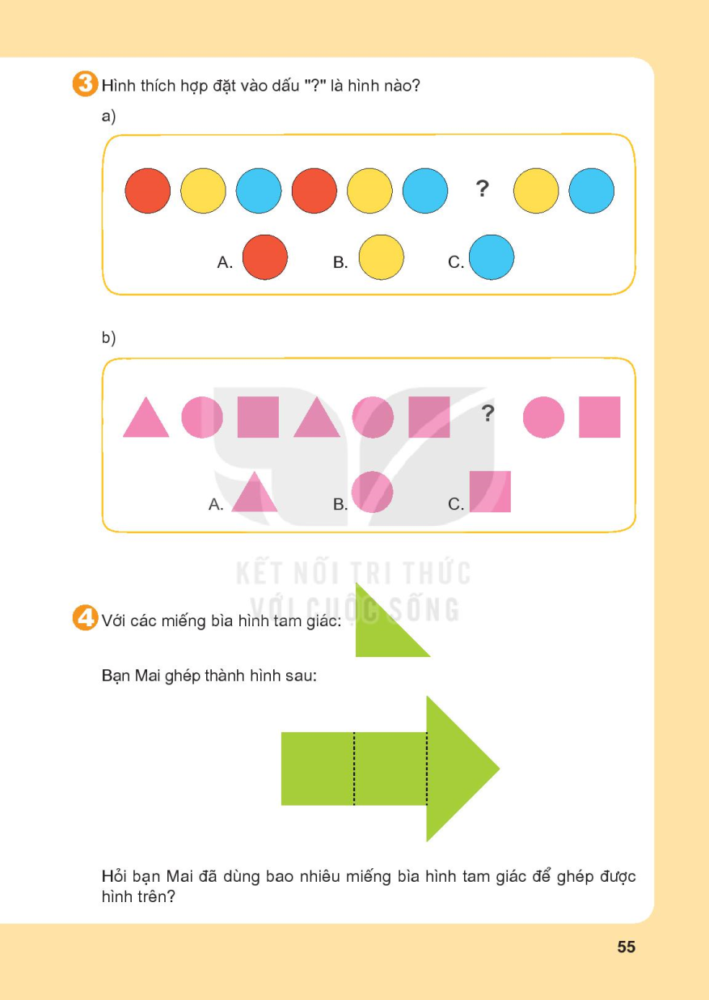 3 Hình thích hợp đặt vào dấu "?" là hình nào?
a)
?
A. B. C.
b)
?
A. B. C.
KẾT NỐI TRI THỨC
VỚI CUỘC SỐNG
4 Với các miếng bìa hình tam giác:
Bạn Mai ghép thành hình sau:
Hỏi bạn Mai đã dùng bao nhiêu miếng bìa hình tam giác để ghép được
hình trên?
55